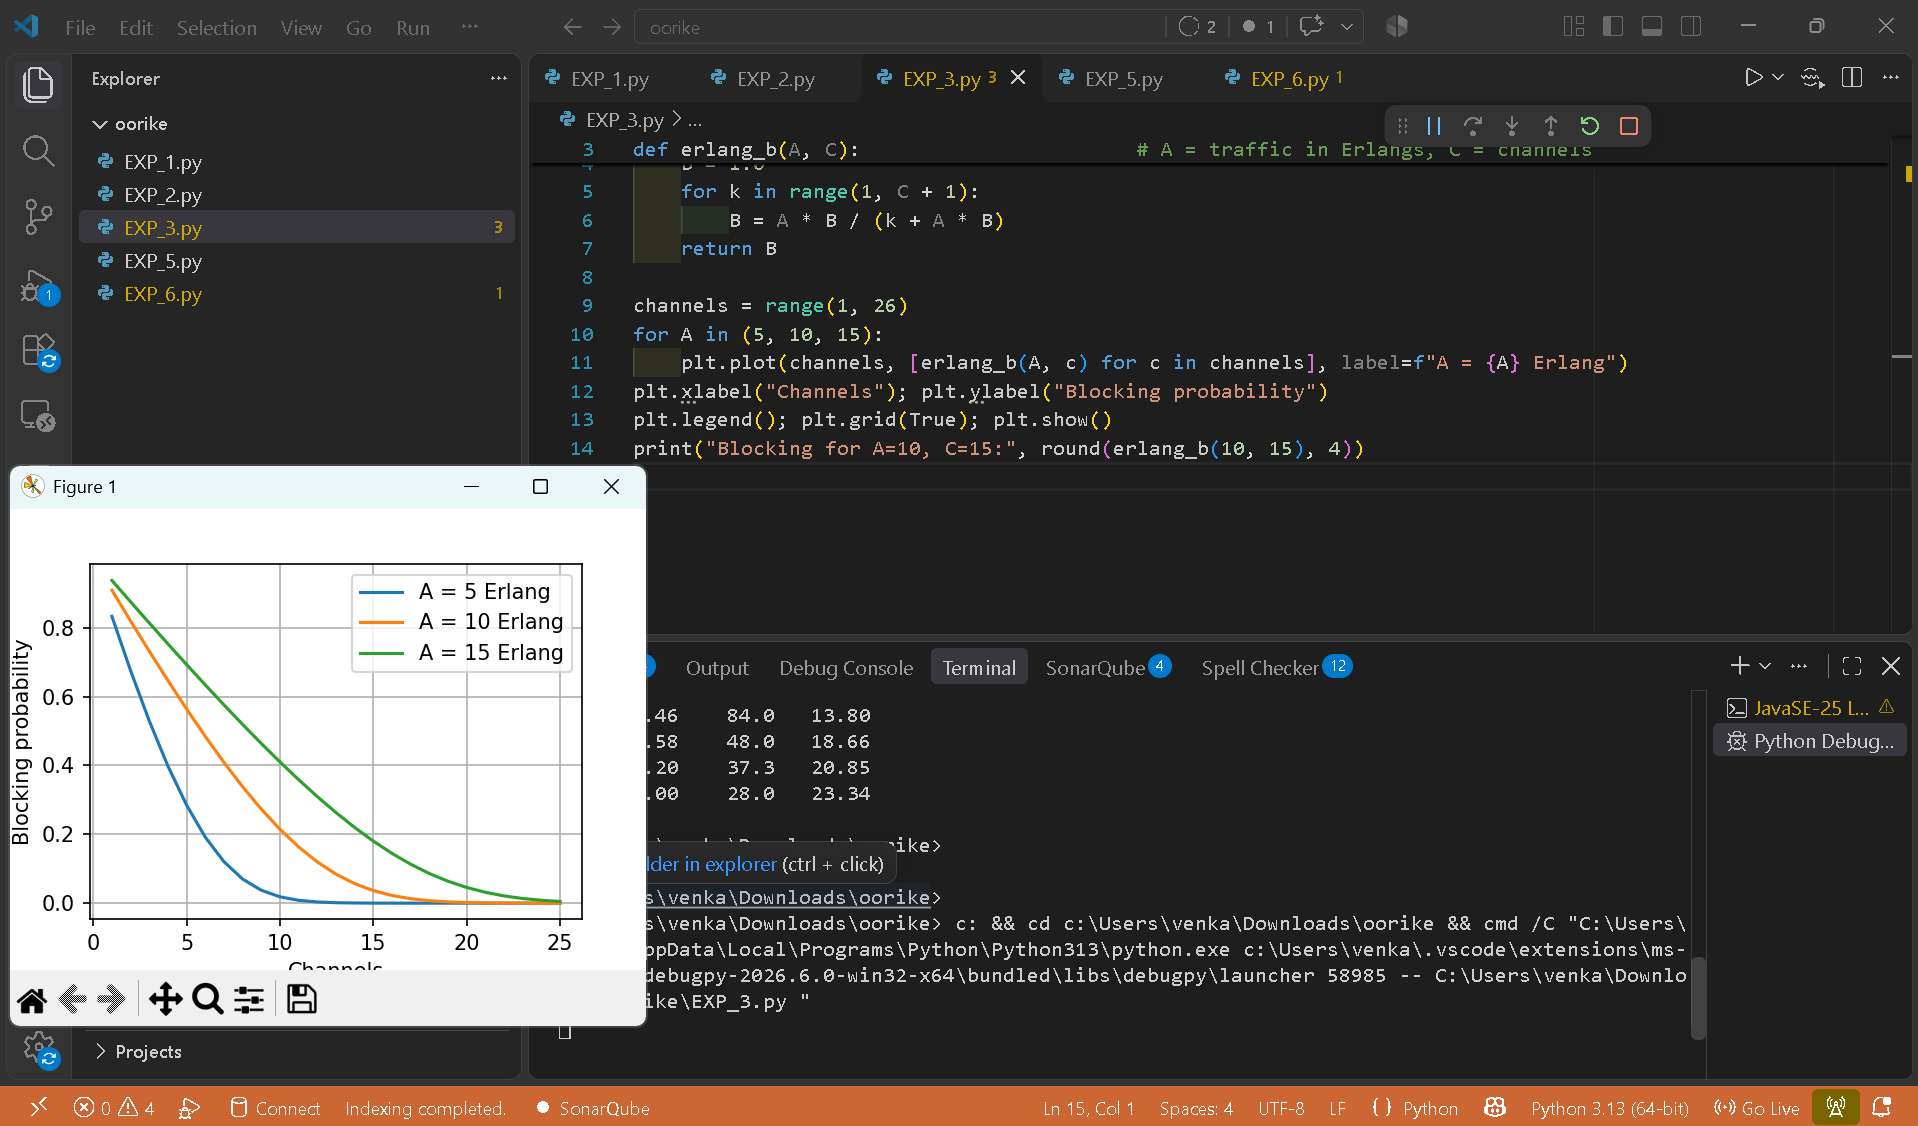 File Edit Selection View Go Run ···
oorike
2
1
Explorer
oorike
EXP_1.py
EXP_2.py
EXP_3.py 3
EXP_5.py
EXP_6.py 1
1
EXP_1.py
EXP_2.py
EXP_3.py 3
EXP_5.py
EXP_6.py 1
EXP_3.py > ...
3 def erlang_b(A, C): # A = traffic in Erlangs, C = channels
4 B = 1.0
5 for k in range(1, C + 1):
6 B = A * B / (k + A * B)
7 return B
8
9 channels = range(1, 26)
10 for A in (5, 10, 15):
11 plt.plot(channels, [erlang_b(A, c) for c in channels], label=f"A = {A} Erlang")
12 plt.xlabel("Channels"); plt.ylabel("Blocking probability")
13 plt.legend(); plt.grid(True); plt.show()
14 print("Blocking for A=10, C=15:", round(erlang_b(10, 15), 4))
Figure 1
A = 5 Erlang
A = 10 Erlang
A = 15 Erlang
Blocking probability
0.8
0.6
0.4
0.2
0.0
0 5 10 15 20 25
Channels
Output Debug Console Terminal SonarQube 4 Spell Checker 12
.46 84.0 13.80
.58 48.0 18.66
.20 37.3 20.85
.00 28.0 23.34
ike>
lder in explorer (ctrl + click)
s\venka\Downloads\oorike>
s\venka\Downloads\oorike> c: && cd c:\Users\venka\Downloads\oorike && cmd /C "C:\Users\
ppData\Local\Programs\Python\Python313\python.exe c:\Users\venka\.vscode\extensions\ms-
debugpy-2026.6.0-win32-x64\bundled\libs\debugpy\launcher 58985 -- C:\Users\venka\Downlo
ike\EXP_3.py "
JavaSE-25 L...
Python Debug...
Projects
0 4 Connect Indexing completed. SonarQube
Ln 15, Col 1 Spaces: 4 UTF-8 LF {} Python Python 3.13 (64-bit) Go Live